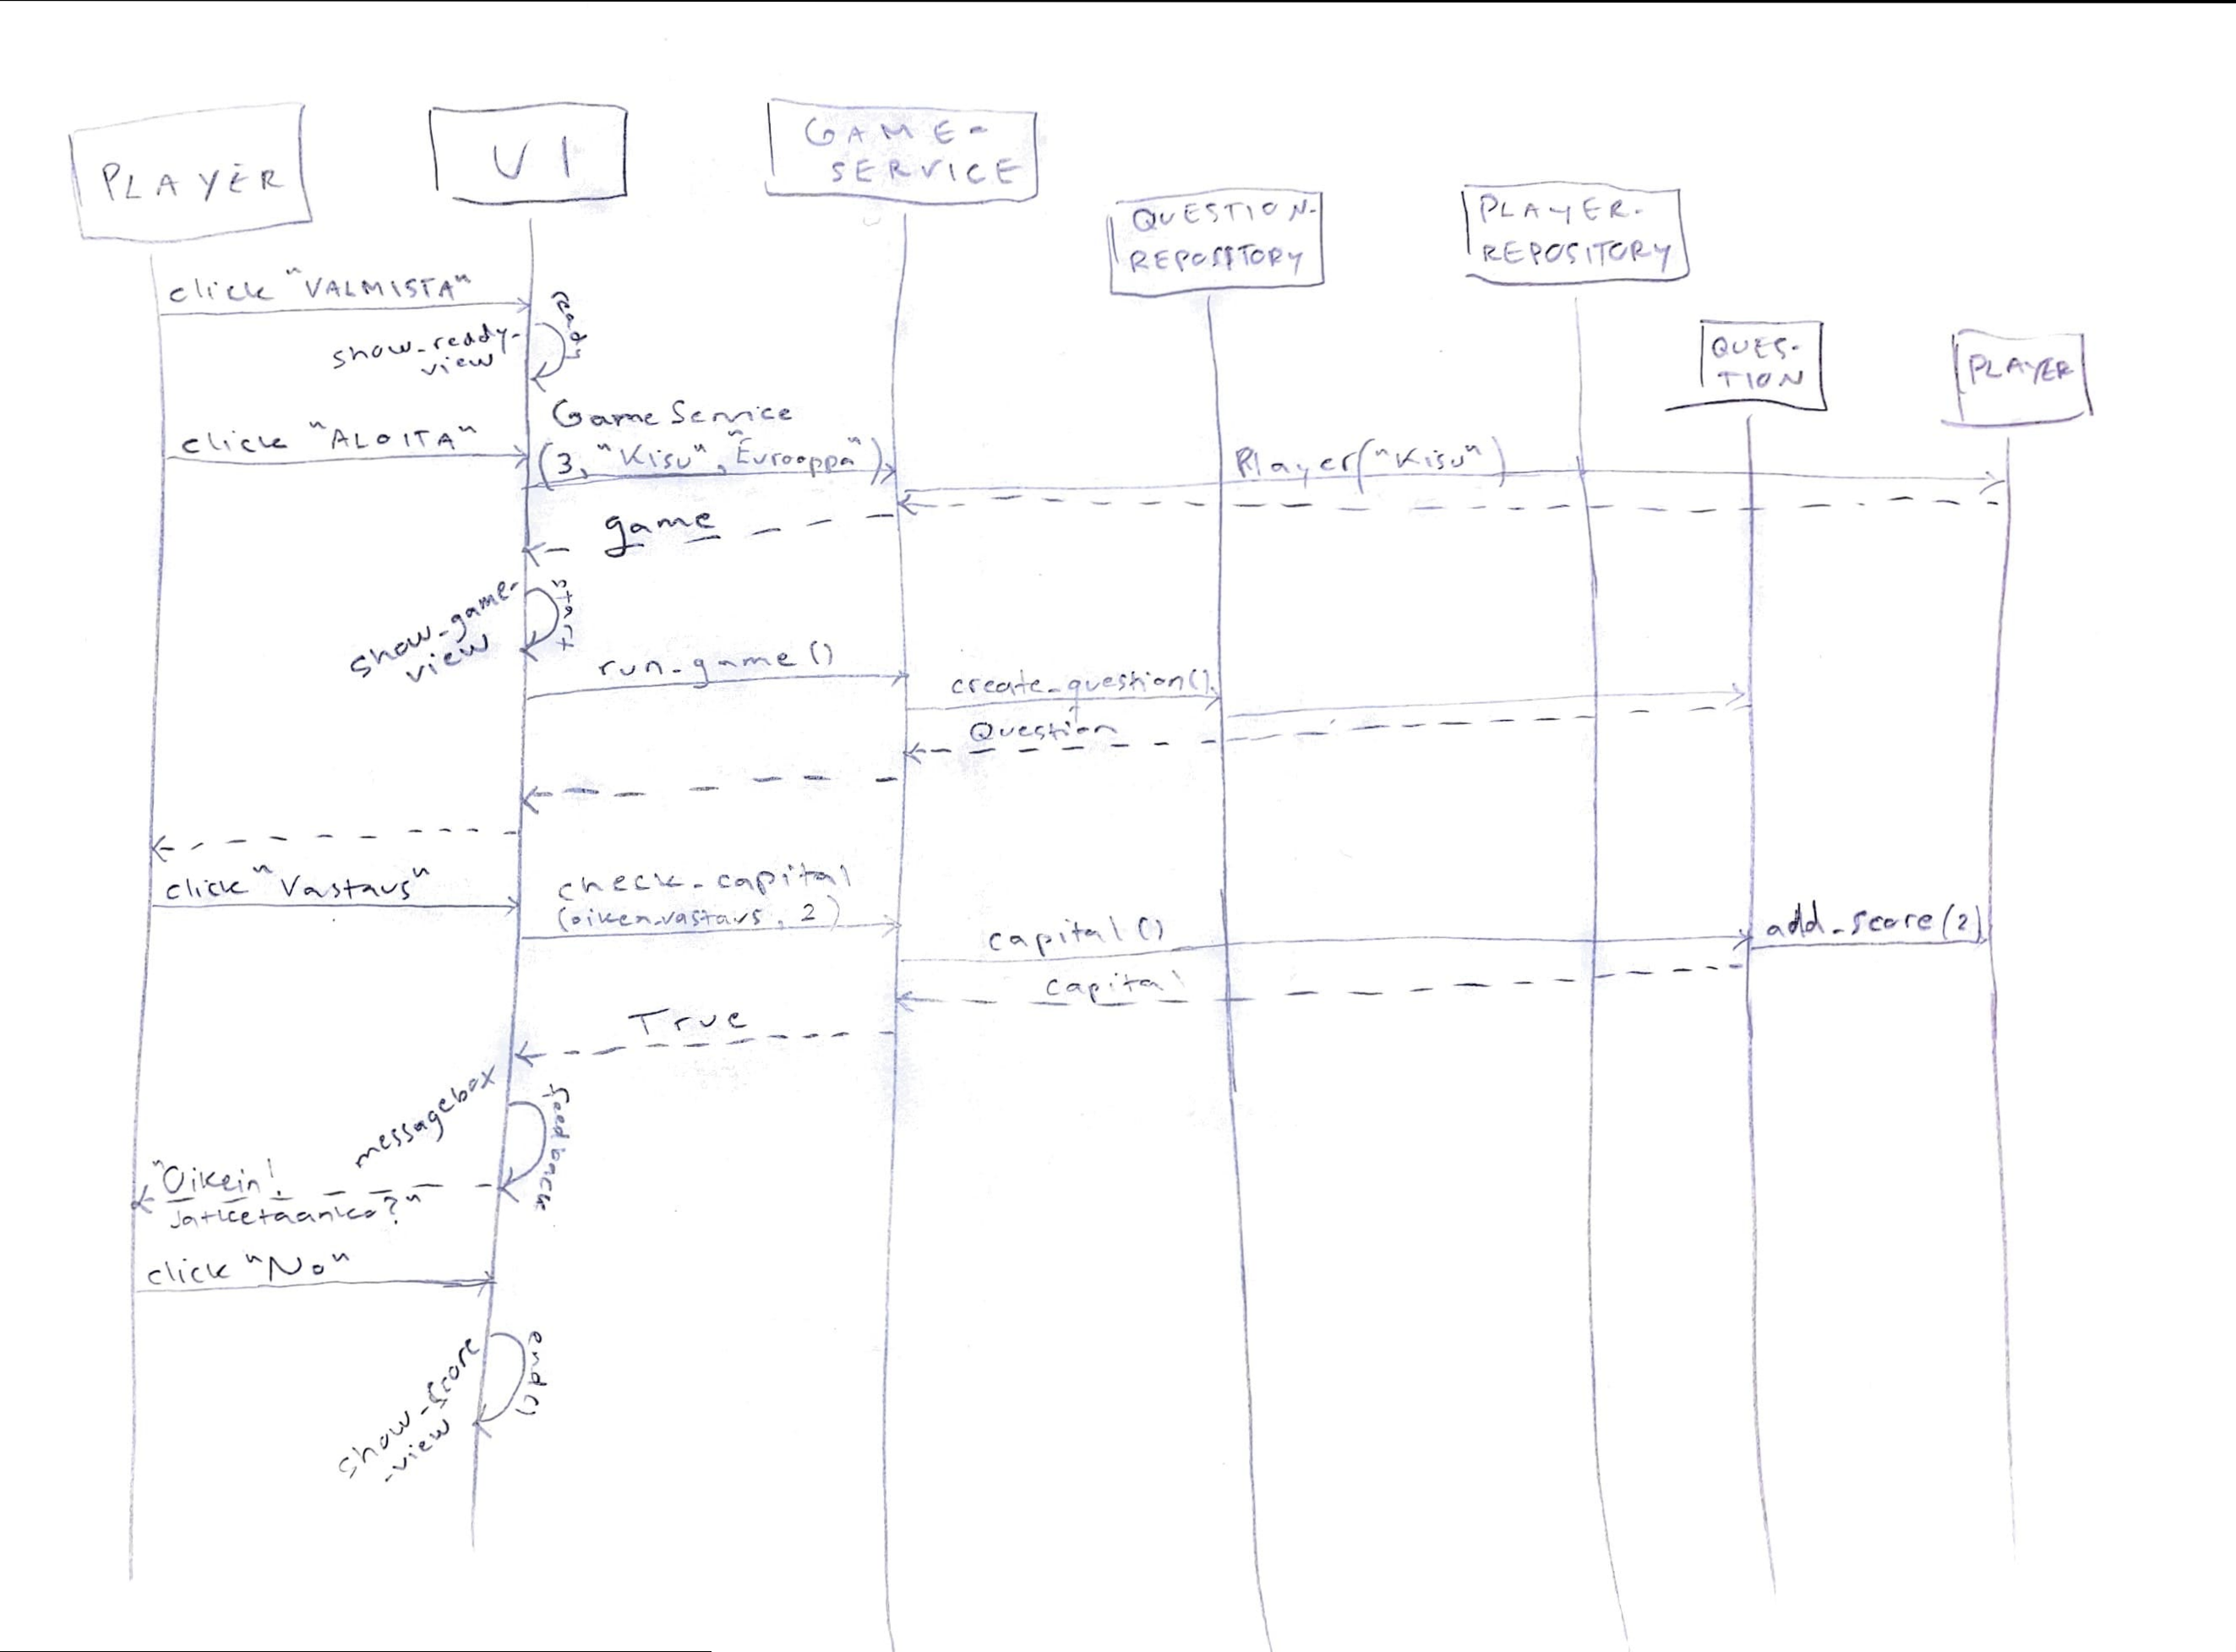 PLAYER
UI
GAME-
SERVICE
QUESTION-
REPOSITORY
PLAYER-
REPOSITORY
QUES-
TION
PLAYER
click "VALMISTA"
show_ready-
view
ready
click "ALOITA"
GameService
(3, "Kisu", "Eurooppa")
Player("Kisu")
game
show_game-
view
start
run_game()
create_question()
Question
click "Vastaus"
check_capital
(oikea_vastaus, 2)
capital()
add_score(2)
capital
True
messagebox
feedback
"Oikein!
Jatketaanko?"
click "No"
show_score
-view
end()